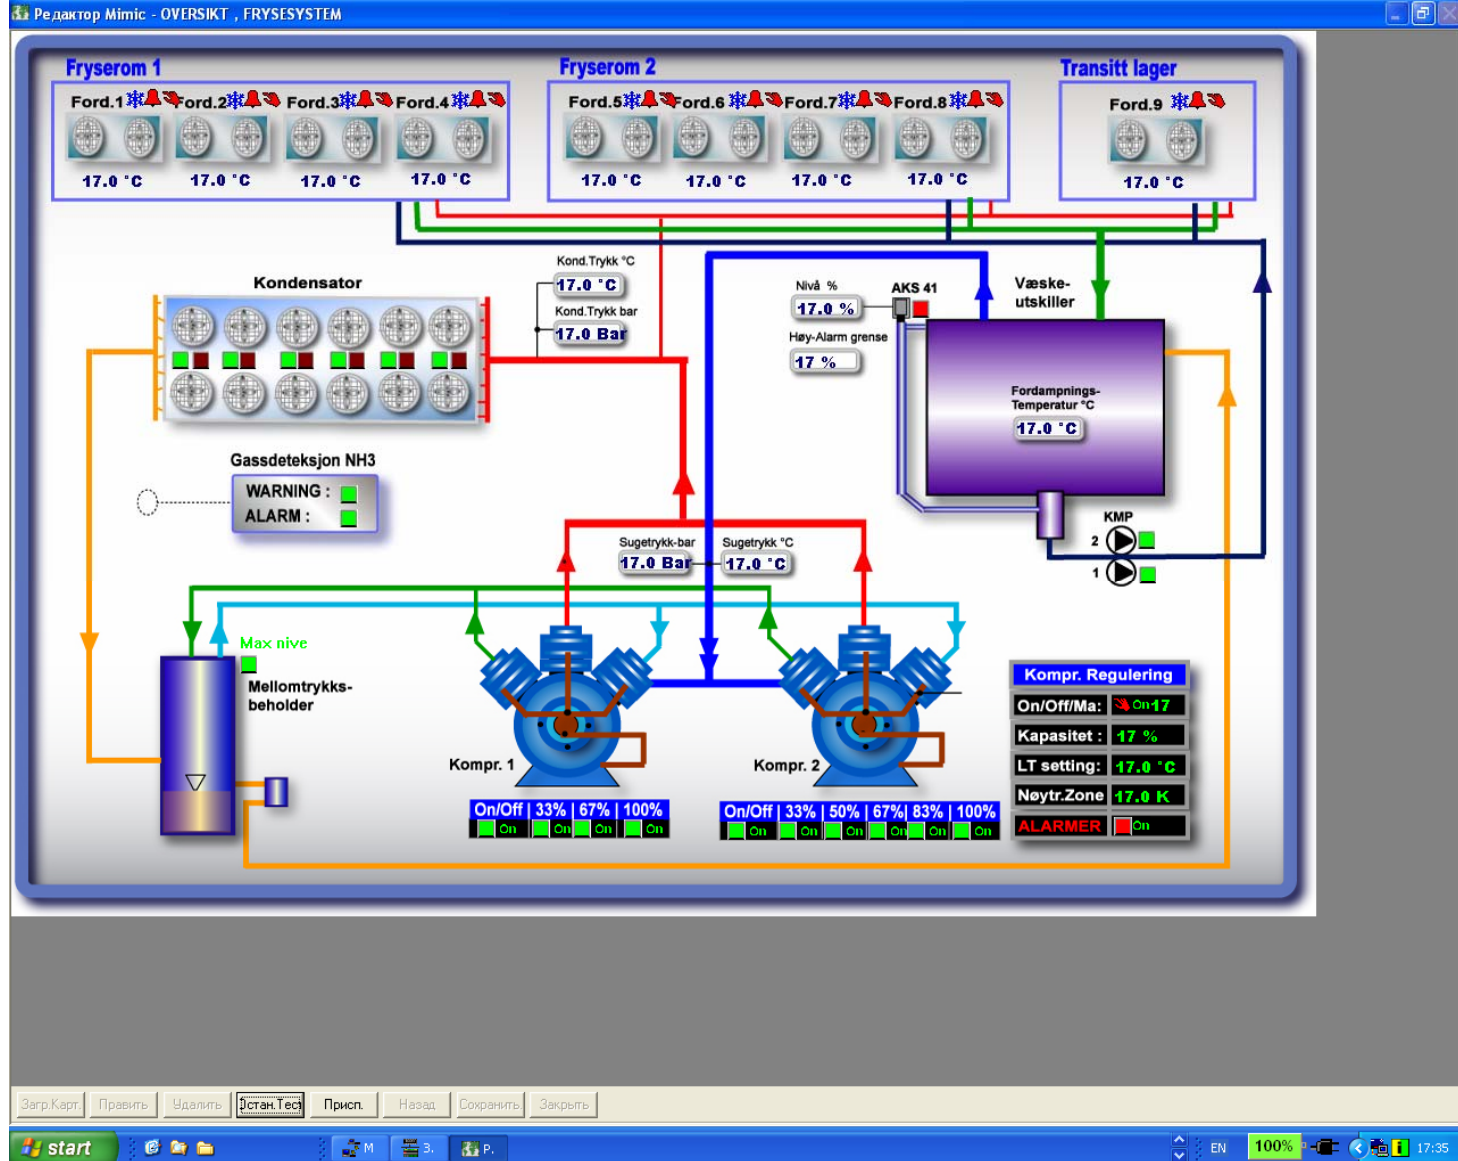 Редактор Mimic - OVERSIKT , FRYSESYSTEM
Fryserom 1
Fryserom 2
Transitt lager
Ford.1 Ford.2 Ford.3 Ford.4
Ford.5 Ford.6 Ford.7 Ford.8
Ford.9
17.0 °C 17.0 °C 17.0 °C 17.0 °C
17.0 °C 17.0 °C 17.0 °C 17.0 °C
17.0 °C
Kondensator
Kond.Trykk °C
17.0 °C
Kond.Trykk bar
17.0 Bar
Nivå %
17.0 %
AKS 41
Høy-Alarm grense
17 %
Væske-
utskiller
Fordampnings-
Temperatur °C
17.0 °C
Gassdeteksjon NH3
WARNING :
ALARM :
KMP
2
1
Sugetrykk-bar
17.0 Bar
Sugetrykk °C
17.0 °C
Max nive
Mellomtrykks-
beholder
Kompr. 1
Kompr. 2
On/Off | 33% | 67% | 100%
On On On On
On/Off | 33% | 50% | 67% | 83% | 100%
On On On On On On
Kompr. Regulering
On/Off/Ma: On 17
Kapasitet : 17 %
LT setting: 17.0 °C
Nøytr.Zone 17.0 K
ALARMER On
Загр.Карт. Править Удалить Остан.Тест Присп. Назад Сохранить Закрыть
start M З. Р. EN 100% 17:35